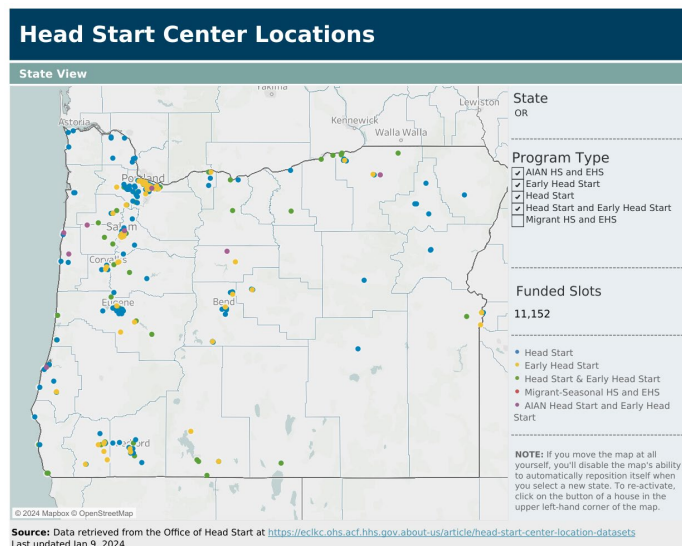 Head Start Center Locations
State View
Yakima
Lewiston
Astoria
Kennewick
Walla Walla
Portland
Salem
Corvallis
Eugene
Bend
Medford
© 2024 Mapbox © OpenStreetMap
State
OR
Program Type
AIAN HS and EHS
Early Head Start
Head Start
Head Start and Early Head Start
Migrant HS and EHS
Funded Slots
11,152
Head Start
Early Head Start
Head Start & Early Head Start
Migrant-Seasonal HS and EHS
AIAN Head Start and Early Head
Start
NOTE: If you move the map at all
yourself, you'll disable the map's ability
to automatically reposition itself when
you select a new state. To re-activate,
click on the button of a house in the
upper left-hand corner of the map.
Source: Data retrieved from the Office of Head Start at https://eclkc.ohs.acf.hhs.gov.about-us/article/head-start-center-location-datasets
Last updated Jan 9, 2024